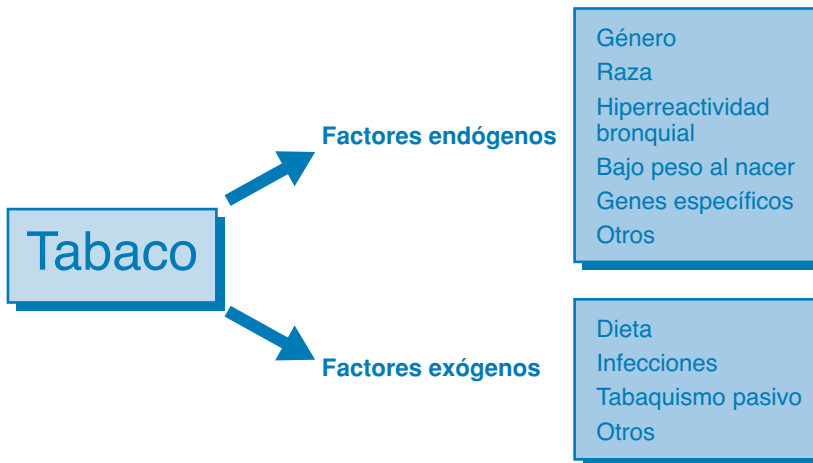 Tabaco
Factores endógenos
Género
Raza
Hiperreactividad
bronquial
Bajo peso al nacer
Genes específicos
Otros
Factores exógenos
Dieta
Infecciones
Tabaquismo pasivo
Otros